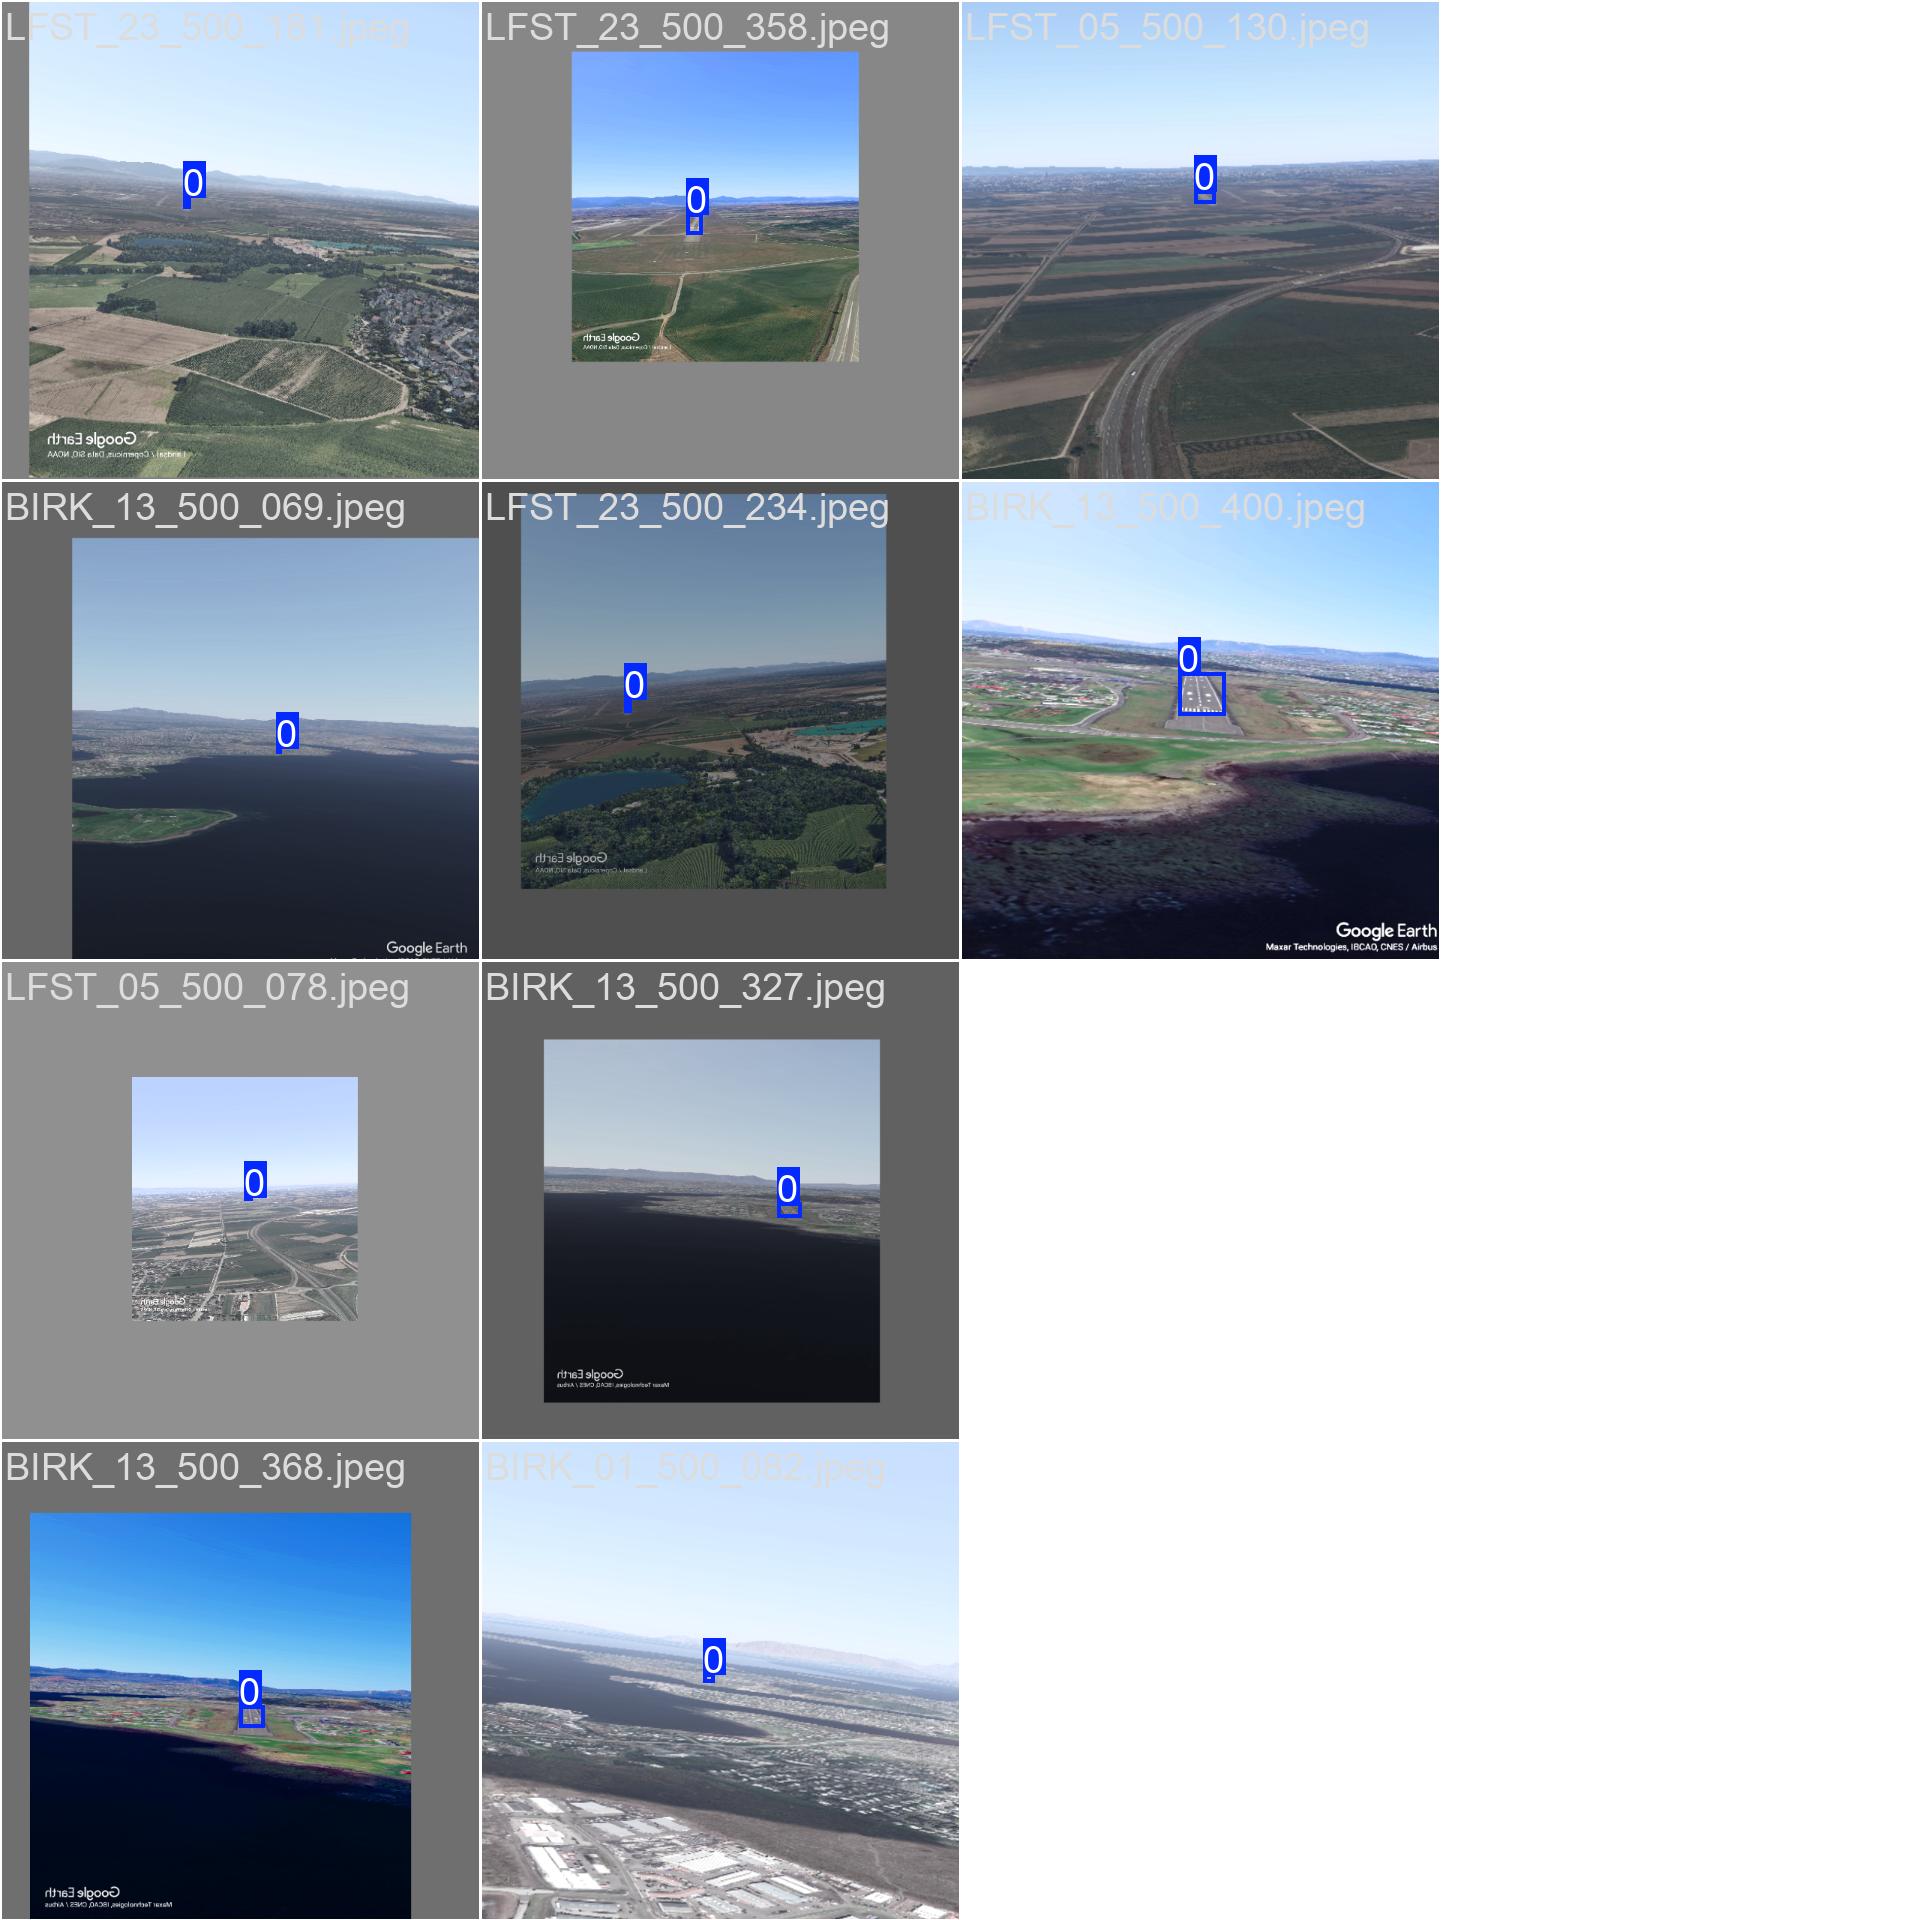 LFST_23_500_181.jpeg
LFST_23_500_358.jpeg
LFST_05_500_130.jpeg
0
0
0
Google Earth
Landsat / Copernicus, Data SIO, NOAA
Google Earth
Landsat / Copernicus, Data SIO, NOAA
BIRK_13_500_069.jpeg
LFST_23_500_234.jpeg
BIRK_13_500_400.jpeg
0
0
0
Google Earth
Google Earth
Landsat / Copernicus, Data SIO, NOAA
Google Earth
Maxar Technologies, IBCAO, CNES / Airbus
LFST_05_500_078.jpeg
BIRK_13_500_327.jpeg
0
0
Google Earth
Google Earth
Maxar Technologies, IBCAO, CNES / Airbus
BIRK_13_500_368.jpeg
BIRK_01_500_082.jpeg
0
0
Google Earth
Maxar Technologies, IBCAO, CNES / Airbus